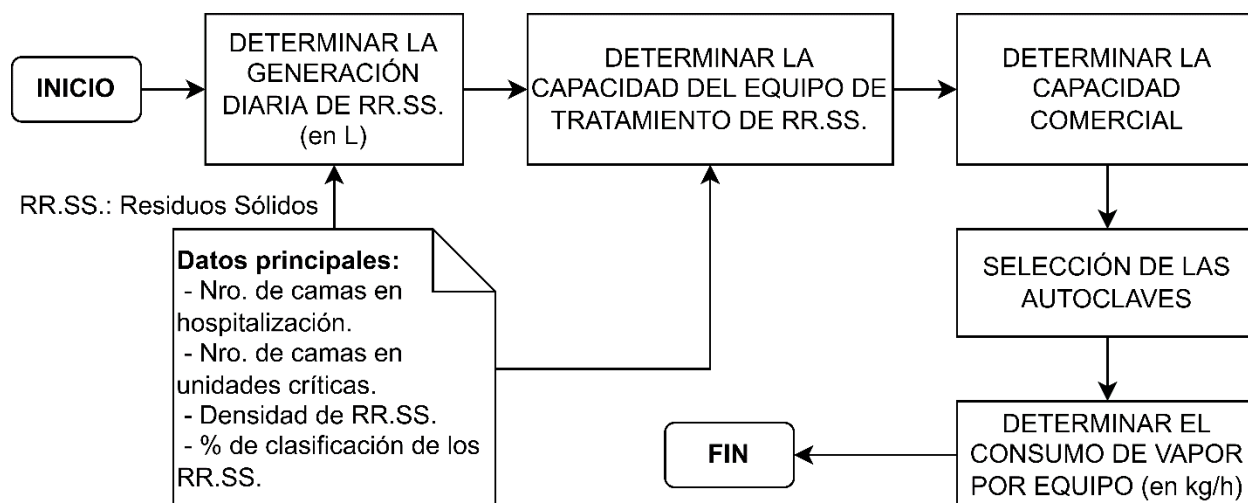 INICIO
DETERMINAR LA
GENERACIÓN
DIARIA DE RR.SS.
(en L)
DETERMINAR LA
CAPACIDAD DEL EQUIPO DE
TRATAMIENTO DE RR.SS.
DETERMINAR LA
CAPACIDAD
COMERCIAL
RR.SS.: Residuos Sólidos
Datos principales:
- Nro. de camas en
hospitalización.
- Nro. de camas en
unidades críticas.
- Densidad de RR.SS.
- % de clasificación de los
RR.SS.
SELECCIÓN DE LAS
AUTOCLAVES
DETERMINAR EL
CONSUMO DE VAPOR
POR EQUIPO (en kg/h)
FIN